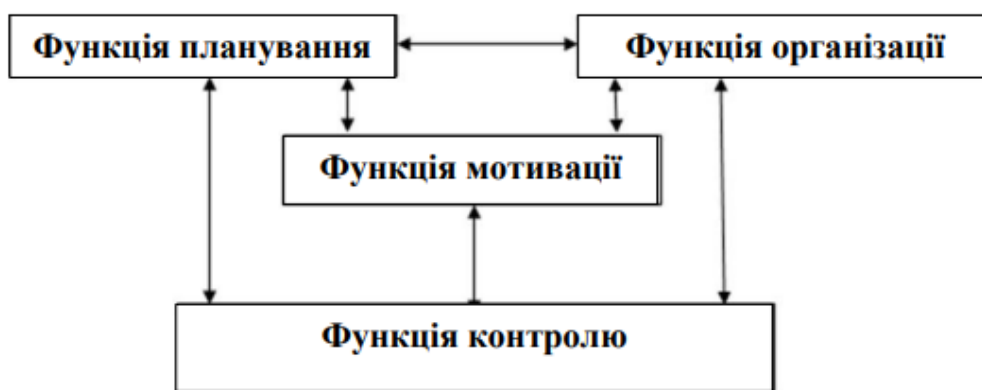 Функція планування
Функція організації
Функція мотивації
Функція контролю